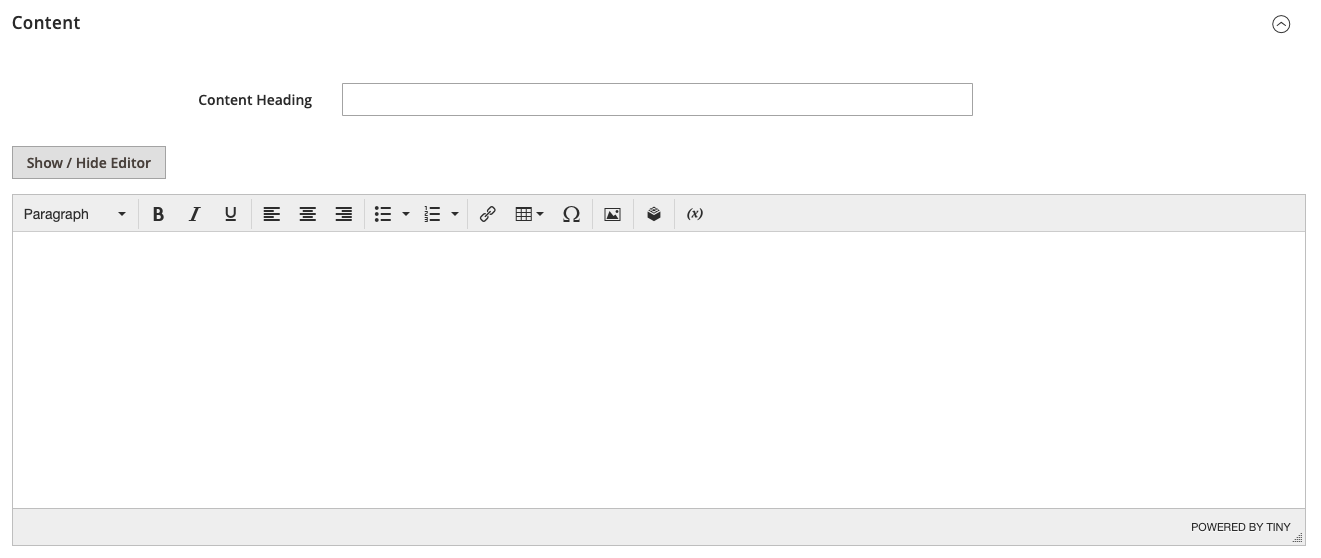 Content
Content Heading
Show / Hide Editor
Paragraph B I U Ω (x)
POWERED BY TINY